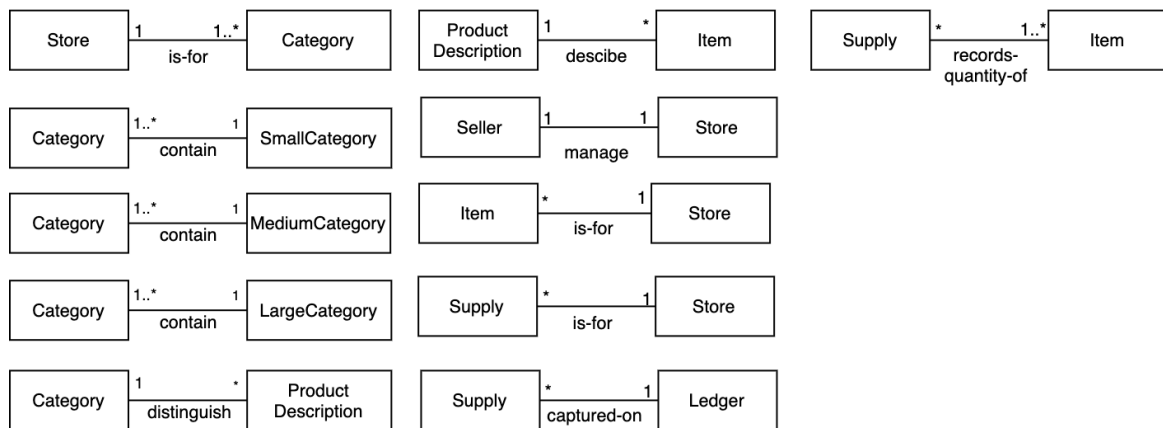 Store 1 is-for 1..* Category
Category 1..* contain 1 SmallCategory
Category 1..* contain 1 MediumCategory
Category 1..* contain 1 LargeCategory
Category 1 distinguish * Product
Description
Product
Description 1 descibe * Item
Seller 1 manage 1 Store
Item * is-for 1 Store
Supply * is-for 1 Store
Supply * captured-on 1 Ledger
Supply * records-
quantity-of 1..* Item